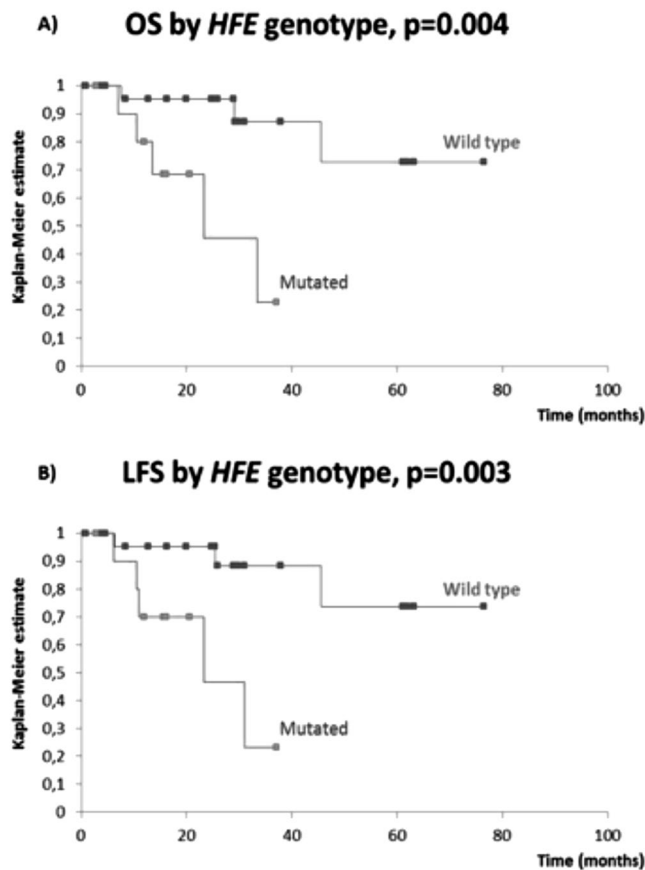 A)
OS by HFE genotype, p=0.004
Kaplan-Meier estimate
1
0,9
0,8
0,7
0,6
0,5
0,4
0,3
0,2
0,1
0
Wild type
Mutated
0 20 40 60 80 100
Time (months)
B)
LFS by HFE genotype, p=0.003
Kaplan-Meier estimate
1
0,9
0,8
0,7
0,6
0,5
0,4
0,3
0,2
0,1
0
Wild type
Mutated
0 20 40 60 80 100
Time (months)